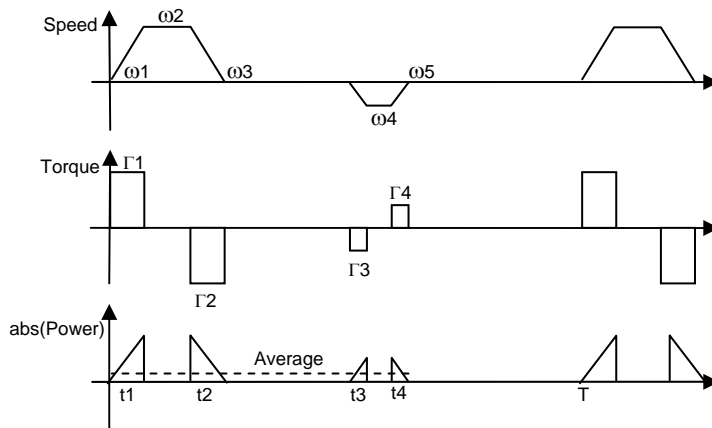 Speed
ω2
ω1
ω3
ω5
ω4
Torque
Γ1
Γ4
Γ3
Γ2
abs(Power)
Average
t1
t2
t3
t4
T